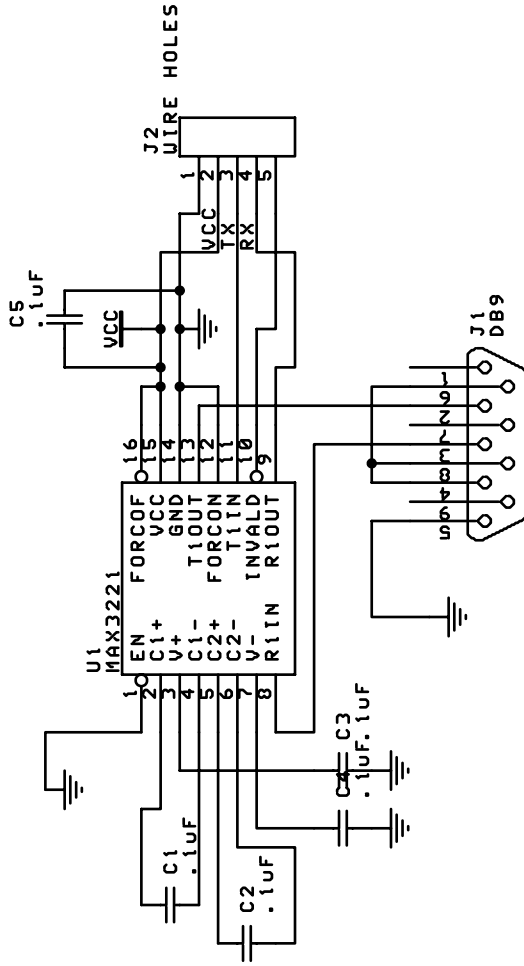 C5
.1uF
VCC
J2
WIRE HOLES
1
2
3
4
5
VCC
TX
RX
U1
MAX3221
1 EN FORCOF 16
2 C1+ VCC 15
3 V+ GND 14
4 C1- T1OUT 13
5 C2+ FORCON 12
6 C2- T1IN 11
7 V- INVALD 10
8 R1IN R1OUT 9
C1
.1uF
C2
.1uF
C3
.1uF
C4
.1uF
J1
DB9
1
6
2
7
3
8
4
9
5